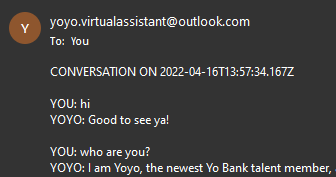 Y
yoyo.virtualassistant@outlook.com
To: You
CONVERSATION ON 2022-04-16T13:57:34.167Z
YOU: hi
YOYO: Good to see ya!
YOU: who are you?
YOYO: I am Yoyo, the newest Yo Bank talent member,